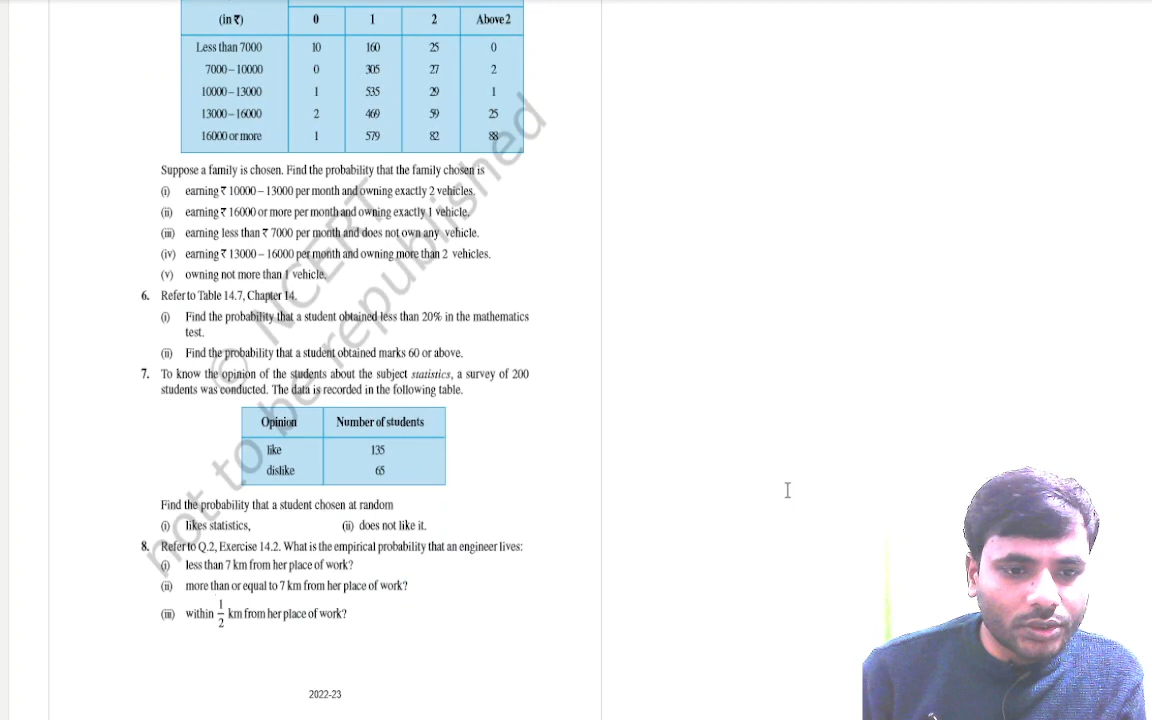 (in ₹) 0 1 2 Above 2
Less than 7000 10 160 25 0
7000 – 10000 0 305 27 2
10000 – 13000 1 535 29 1
13000 – 16000 2 469 59 25
16000 or more 1 579 82 88
Suppose a family is chosen. Find the probability that the family chosen is
(i) earning ₹ 10000 – 13000 per month and owning exactly 2 vehicles.
(ii) earning ₹ 16000 or more per month and owning exactly 1 vehicle.
(iii) earning less than ₹ 7000 per month and does not own any vehicle.
(iv) earning ₹ 13000 – 16000 per month and owning more than 2 vehicles.
(v) owning not more than 1 vehicle.
6. Refer to Table 14.7, Chapter 14.
(i) Find the probability that a student obtained less than 20% in the mathematics
test.
(ii) Find the probability that a student obtained marks 60 or above.
7. To know the opinion of the students about the subject statistics, a survey of 200
students was conducted. The data is recorded in the following table.
Opinion Number of students
like 135
dislike 65
Find the probability that a student chosen at random
(i) likes statistics, (ii) does not like it.
8. Refer to Q.2, Exercise 14.2. What is the empirical probability that an engineer lives:
(i) less than 7 km from her place of work?
(ii) more than or equal to 7 km from her place of work?
(iii) within 1/2 km from her place of work?
2022-23
© NCERT
not to be republished